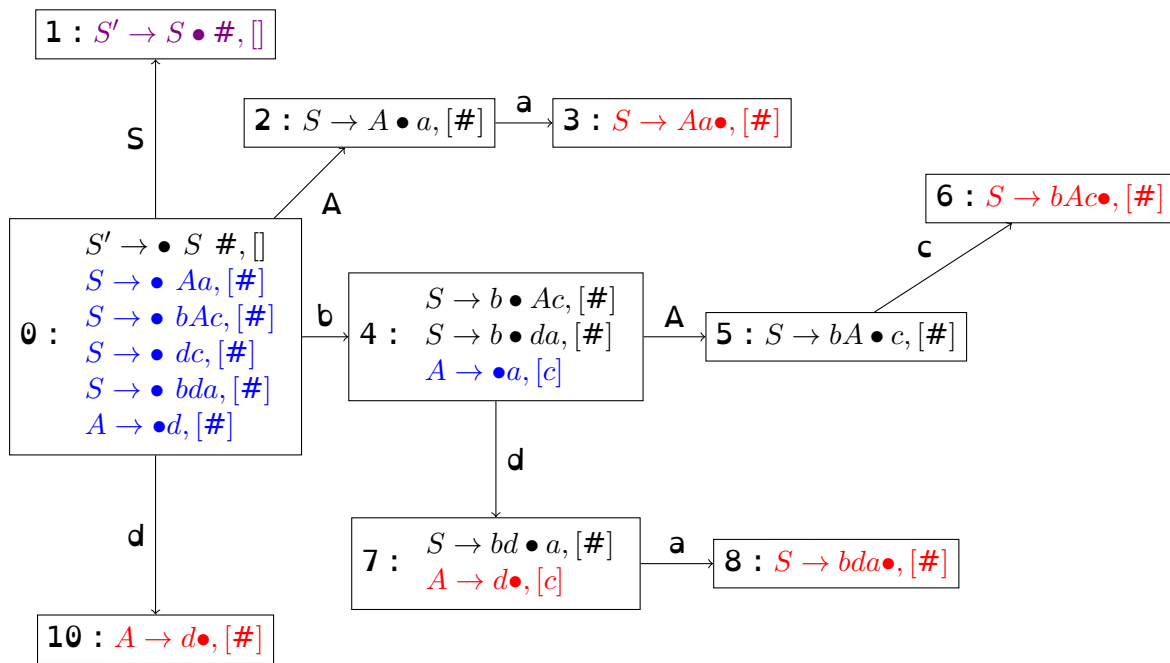 1 : S′ → S • #, []
S
2 : S → A • a, [#]
a
3 : S → Aa•, [#]
A
6 : S → bAc•, [#]
c
0 :
S′ → • S #, []
S → • Aa, [#]
S → • bAc, [#]
S → • dc, [#]
S → • bda, [#]
A → •d, [#]
b
4 :
S → b • Ac, [#]
S → b • da, [#]
A → •a, [c]
A
5 : S → bA • c, [#]
d
d
7 :
S → bd • a, [#]
A → d•, [c]
a
8 : S → bda•, [#]
10 : A → d•, [#]